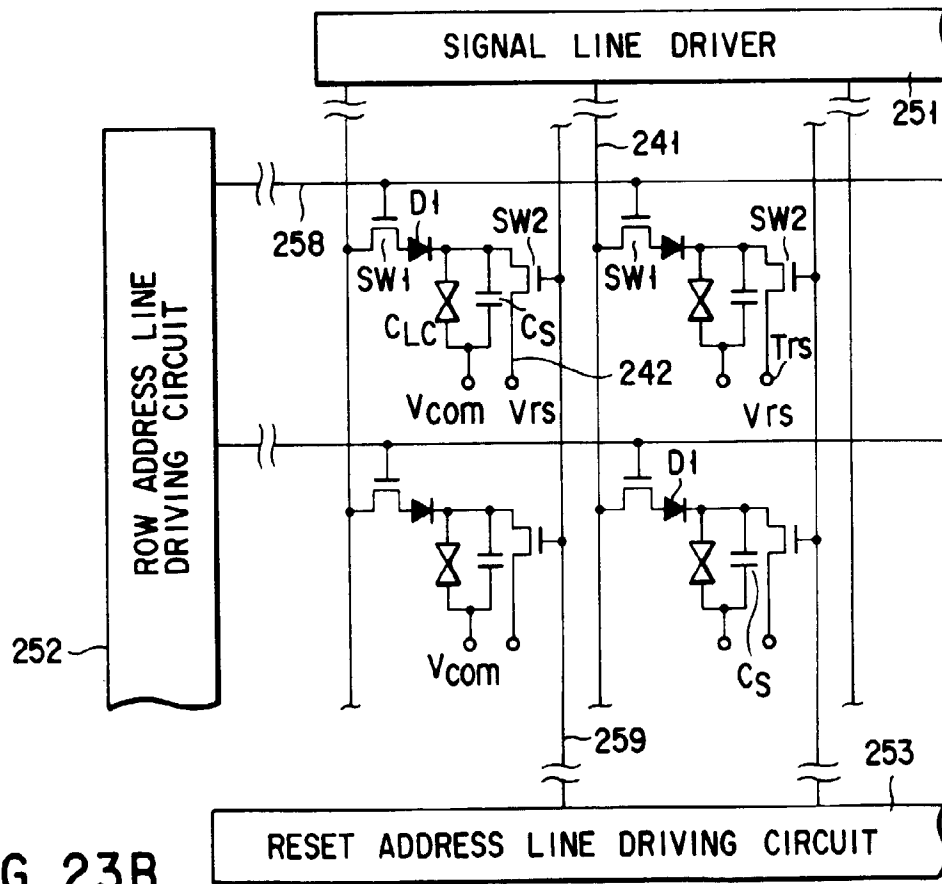 SIGNAL LINE DRIVER
251
241
258
D1
SW1
SW2
SW1
SW2
CLC
CS
242
Trs
Vcom
Vrs
Vrs
ROW ADDRESS LINE
DRIVING CIRCUIT
D1
252
Vcom
CS
259
253
RESET ADDRESS LINE DRIVING CIRCUIT
G 23B